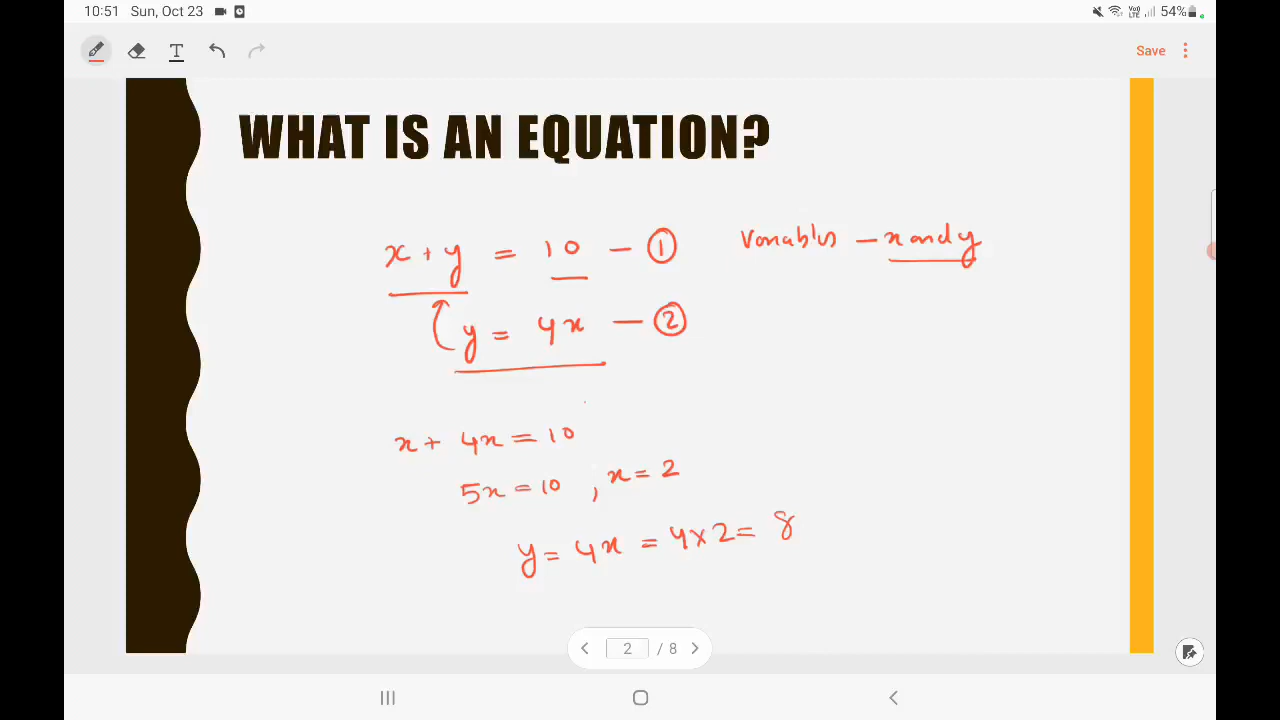 10:51 Sun, Oct 23 54%
T Save
WHAT IS AN EQUATION?
x + y = 10 — ① Variables — x and y
y = 4x — ②
x + 4x = 10
5x = 10 , x = 2
y = 4x = 4×2 = 8
2 / 8